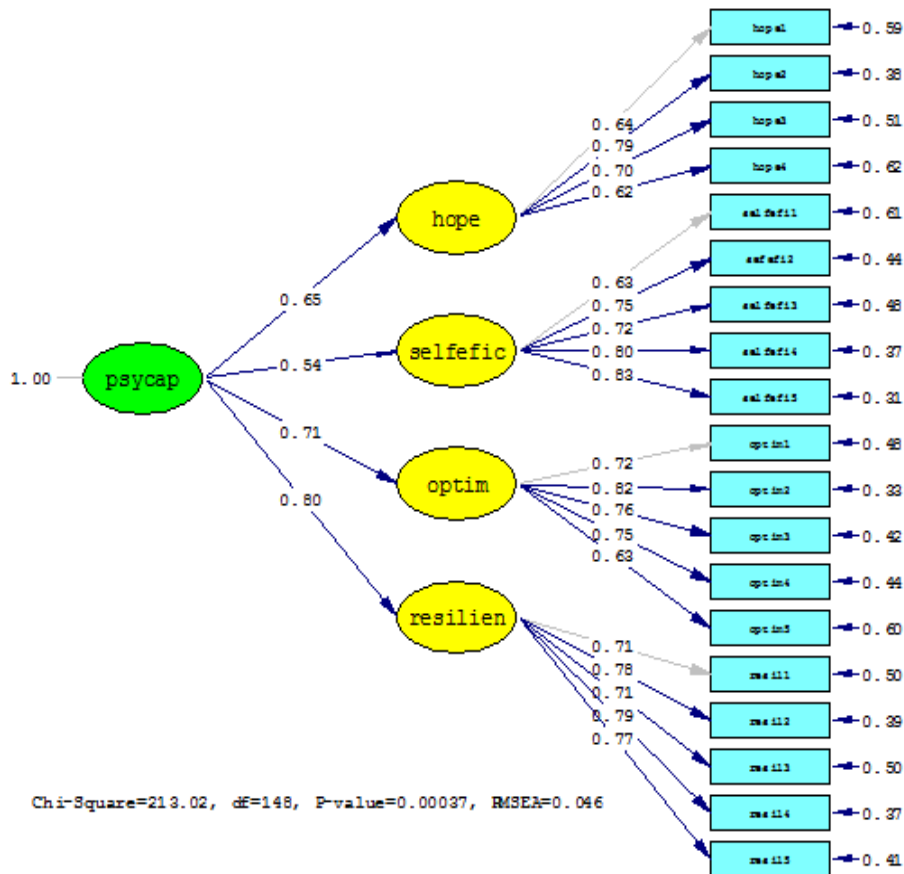 hope1 0.59
hope2 0.38
hope3 0.51
hope4 0.62
selfefi1 0.61
sefefi2 0.44
selfefi3 0.48
selfefi4 0.37
selfefi5 0.31
optim1 0.48
optim2 0.33
optim3 0.42
optim4 0.44
optim5 0.60
resil1 0.50
resil2 0.39
resil3 0.50
resil4 0.37
resil5 0.41
0.64
0.79
0.70
0.62
hope
0.63
0.75
0.72
0.80
0.83
selfefic
0.72
0.82
0.76
0.75
0.63
optim
0.71
0.78
0.71
0.79
0.77
resilien
0.65
0.54
0.71
0.80
1.00 psycap
Chi-Square=213.02, df=148, P-value=0.00037, RMSEA=0.046